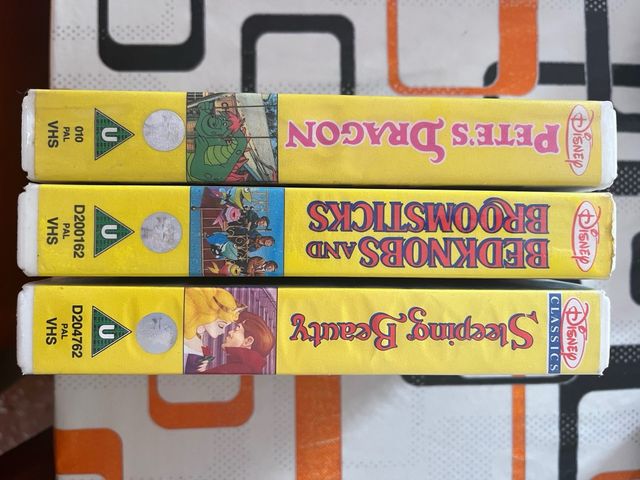 DISNEY
PETE'S DRAGON
U
010
PAL
VHS
DISNEY
BEDKNOBS AND
BROOMSTICKS
U
D200162
PAL
VHS
DISNEY
CLASSICS
Sleeping Beauty
U
D204762
PAL
VHS